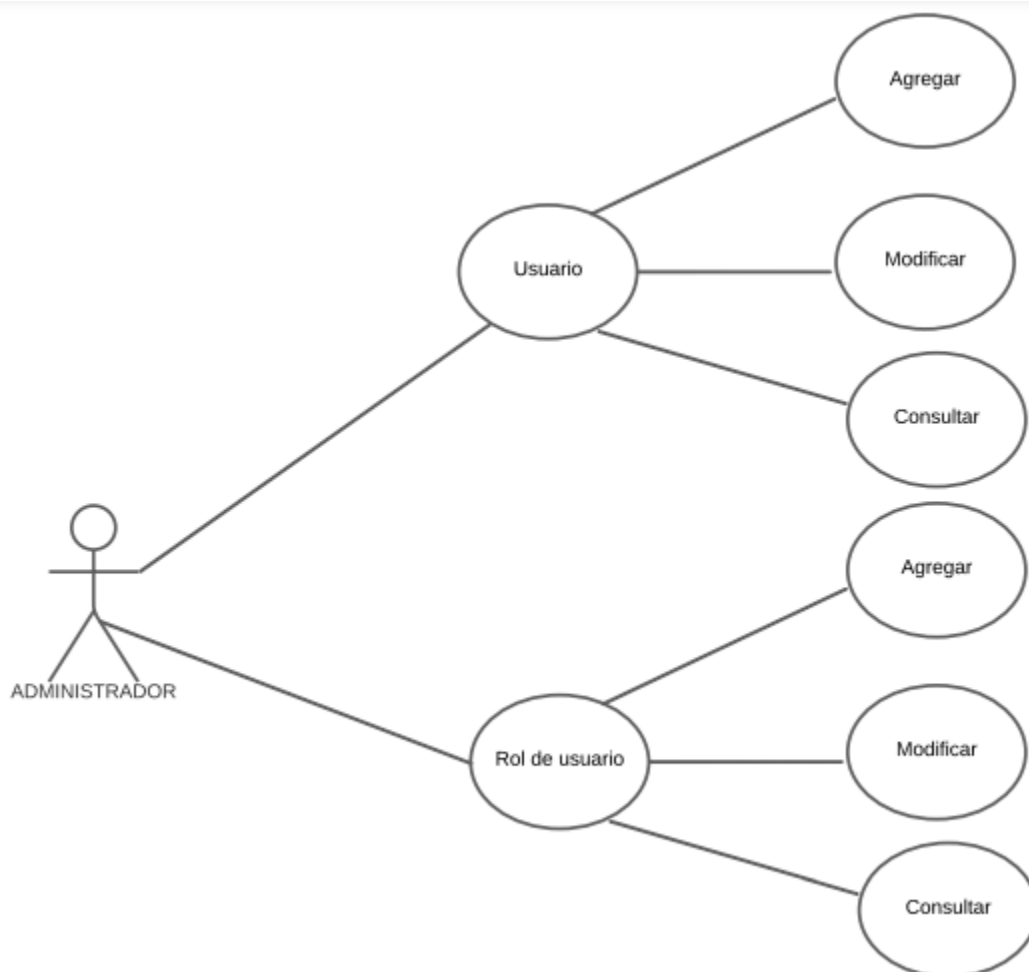 Agregar
Modificar
Usuario
Consultar
Agregar
ADMINISTRADOR
Modificar
Rol de usuario
Consultar